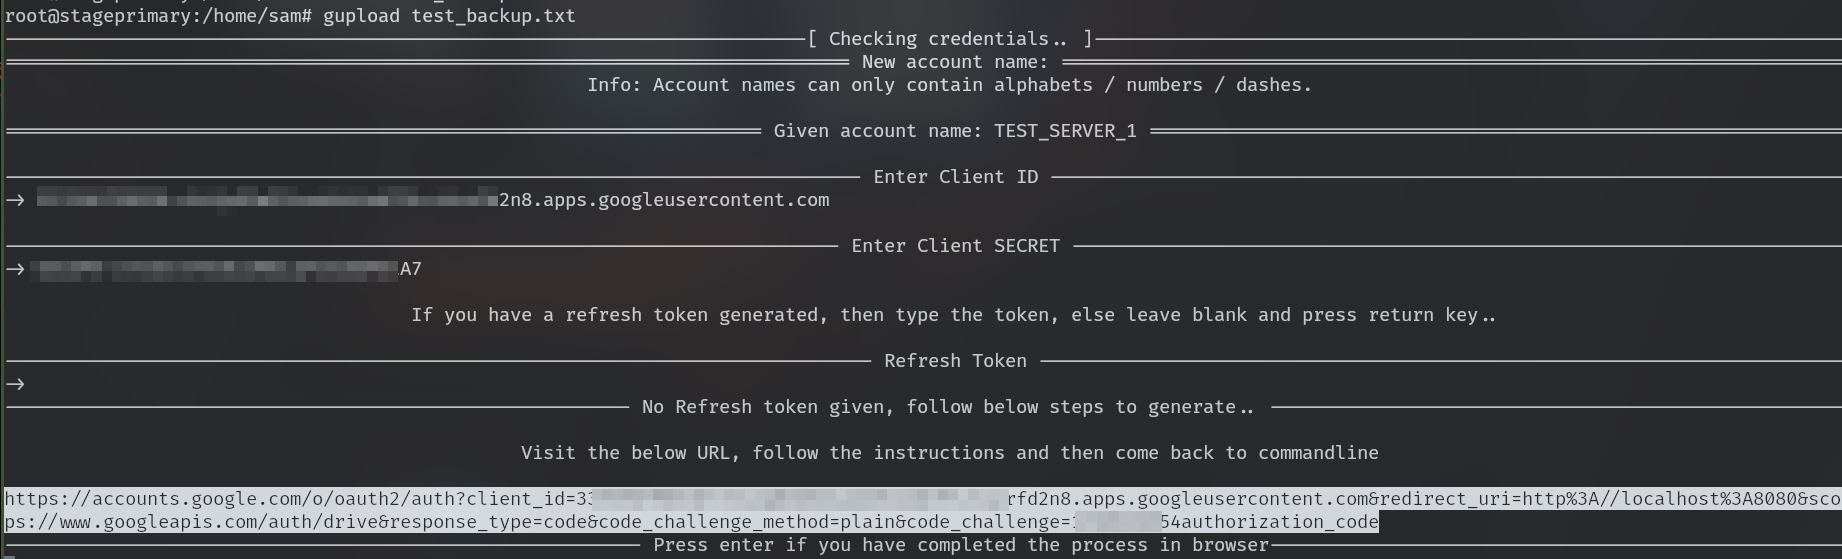 root@stageprimary:/home/sam# gupload test_backup.txt
[ Checking credentials.. ]
New account name:
Info: Account names can only contain alphabets / numbers / dashes.
Given account name: TEST_SERVER_1
Enter Client ID
-> 2n8.apps.googleusercontent.com
Enter Client SECRET
-> A7
If you have a refresh token generated, then type the token, else leave blank and press return key..
Refresh Token
->
No Refresh token given, follow below steps to generate..
Visit the below URL, follow the instructions and then come back to commandline
https://accounts.google.com/o/oauth2/auth?client_id=33 rfd2n8.apps.googleusercontent.com&redirect_uri=http%3A//localhost%3A8080&sco
ps://www.googleapis.com/auth/drive&response_type=code&code_challenge_method=plain&code_challenge=1 54authorization_code
Press enter if you have completed the process in browser